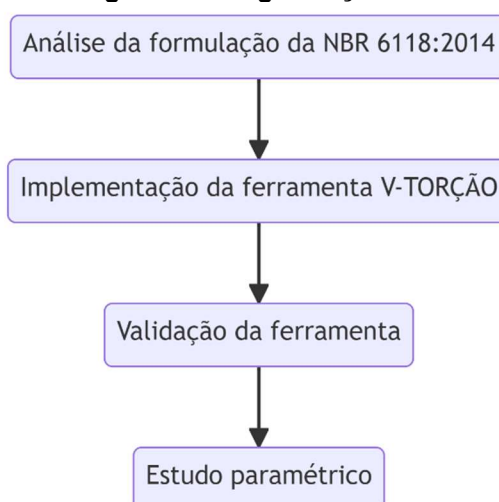 Análise da formulação da NBR 6118:2014
Implementação da ferramenta V-TORÇÃO
Validação da ferramenta
Estudo paramétrico